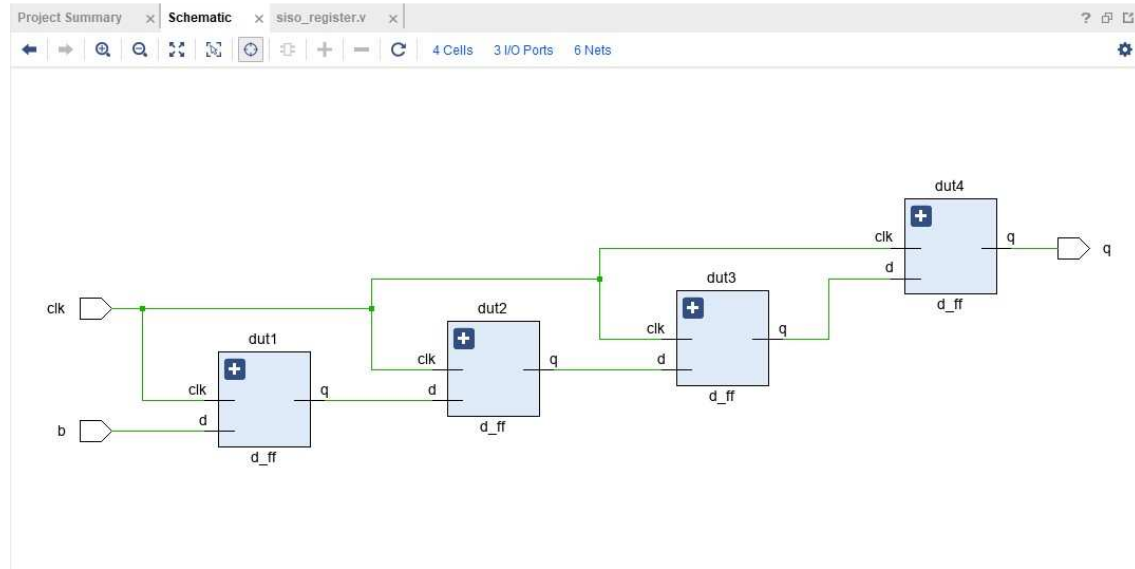 Project Summary × Schematic × siso_register.v ×
?
4 Cells 3 I/O Ports 6 Nets
dut4
clk
q
q
d
d_ff
dut3
clk
q
d
d_ff
dut2
clk
q
d
d_ff
clk
dut1
clk
q
d
d_ff
b